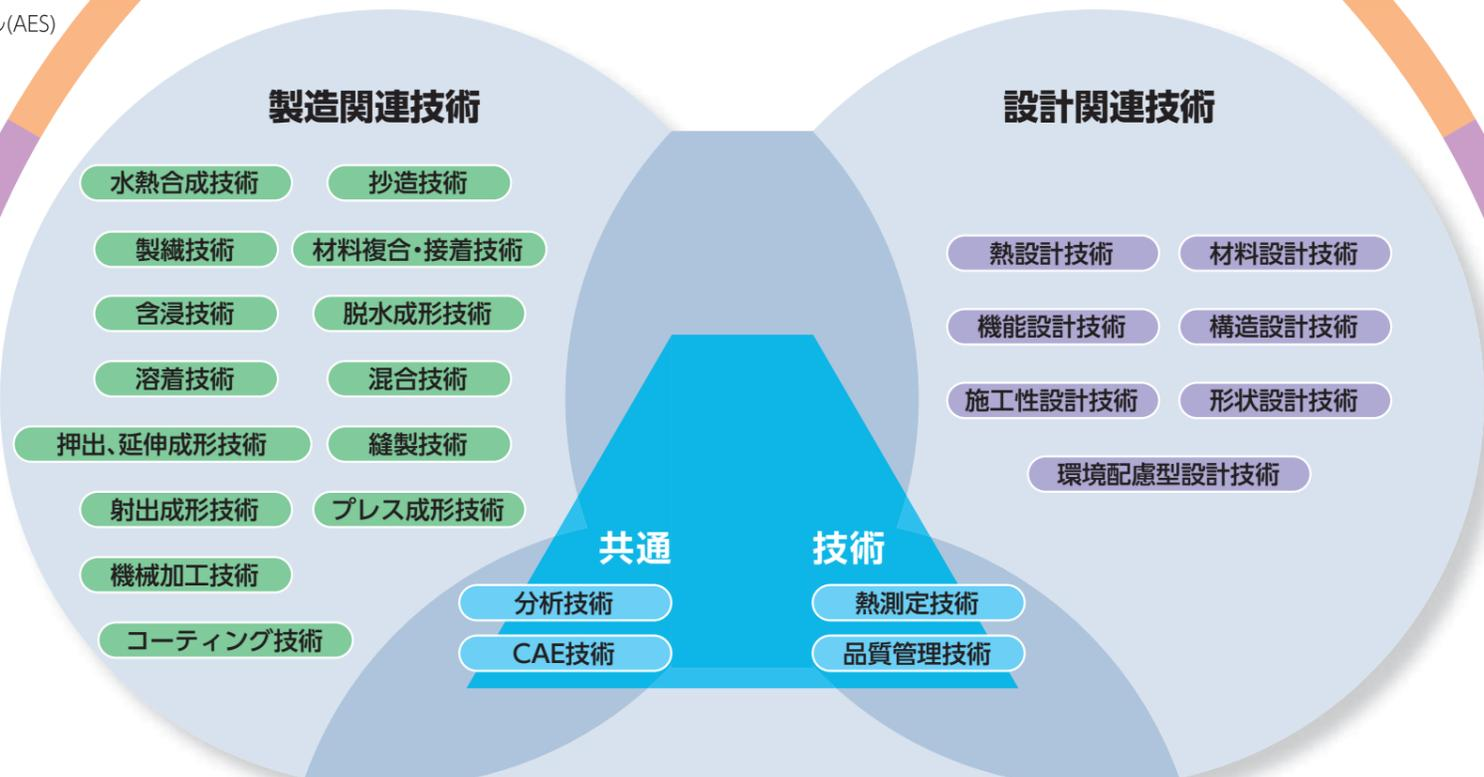 (AES)
製造関連技術
水熱合成技術
抄造技術
製繊技術
材料複合・接着技術
含浸技術
脱水成形技術
溶着技術
混合技術
押出、延伸成形技術
縫製技術
射出成形技術
プレス成形技術
機械加工技術
コーティング技術
設計関連技術
熱設計技術
材料設計技術
機能設計技術
構造設計技術
施工性設計技術
形状設計技術
環境配慮型設計技術
共通 技術
分析技術
熱測定技術
CAE技術
品質管理技術